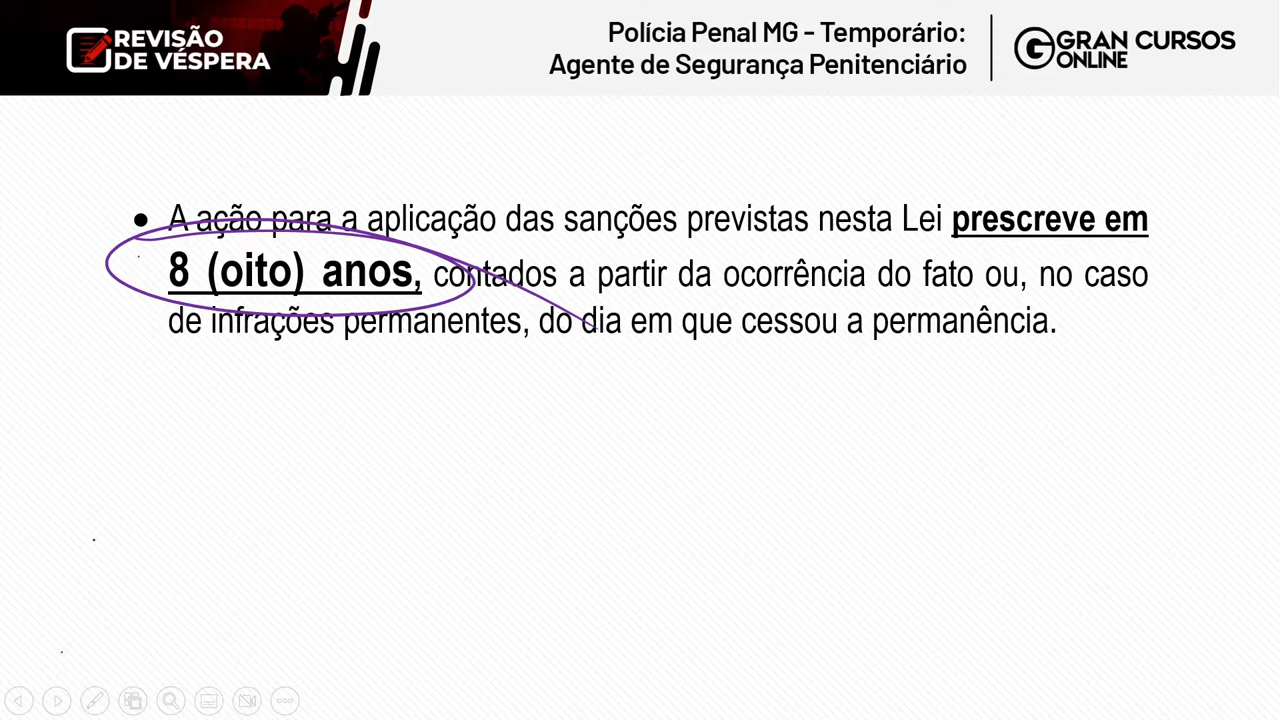 REVISÃO
DE VÉSPERA
Polícia Penal MG - Temporário:
Agente de Segurança Penitenciário
GRAN CURSOS
ONLINE
• A ação para a aplicação das sanções previstas nesta Lei prescreve em
8 (oito) anos, contados a partir da ocorrência do fato ou, no caso
de infrações permanentes, do dia em que cessou a permanência.